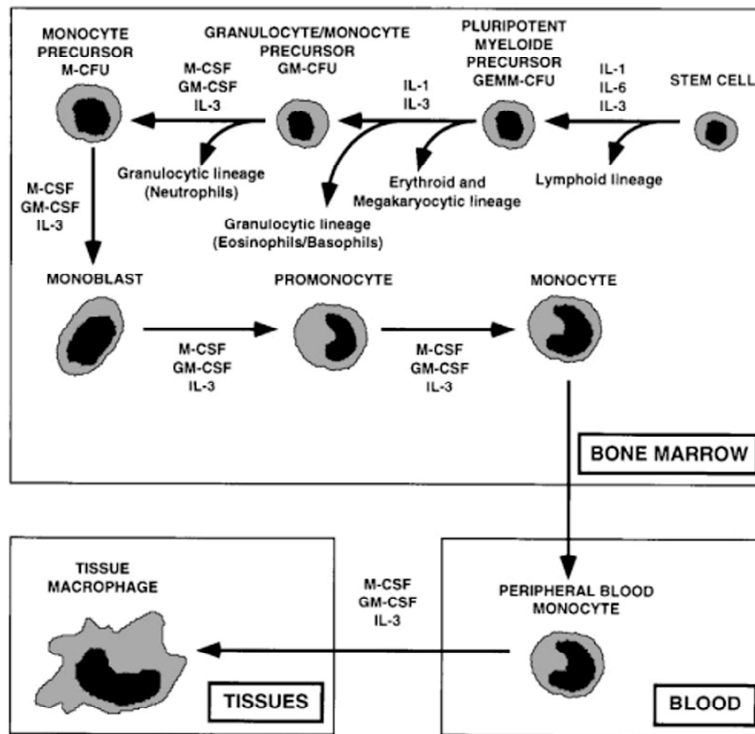 MONOCYTE
PRECURSOR
M-CFU
M-CSF
GM-CSF
IL-3
GRANULOCYTE/MONOCYTE
PRECURSOR
GM-CFU
IL-1
IL-3
PLURIPOTENT
MYELOIDE
PRECURSOR
GEMM-CFU
IL-1
IL-6
IL-3
STEM CELL
Granulocytic lineage
(Neutrophils)
Granulocytic lineage
(Eosinophils/Basophils)
Erythroid and
Megakaryocytic lineage
Lymphoid lineage
M-CSF
GM-CSF
IL-3
MONOBLAST
M-CSF
GM-CSF
IL-3
PROMONOCYTE
M-CSF
GM-CSF
IL-3
MONOCYTE
BONE MARROW
TISSUE
MACROPHAGE
TISSUES
M-CSF
GM-CSF
IL-3
PERIPHERAL BLOOD
MONOCYTE
BLOOD